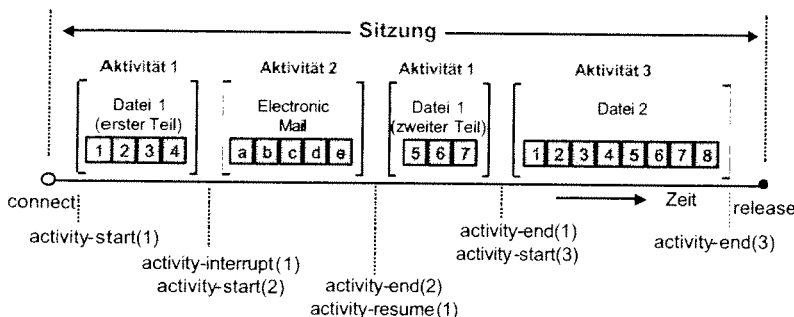 Sitzung
Aktivität 1
Aktivität 2
Aktivität 1
Aktivität 3
Datei 1
(erster Teil)
1 2 3 4
Electronic
Mail
a b c d e
Datei 1
(zweiter Teil)
5 6 7
Datei 2
1 2 3 4 5 6 7 8
connect
Zeit
release
activity-start(1)
activity-interrupt(1)
activity-start(2)
activity-end(2)
activity-resume(1)
activity-end(1)
activity-start(3)
activity-end(3)